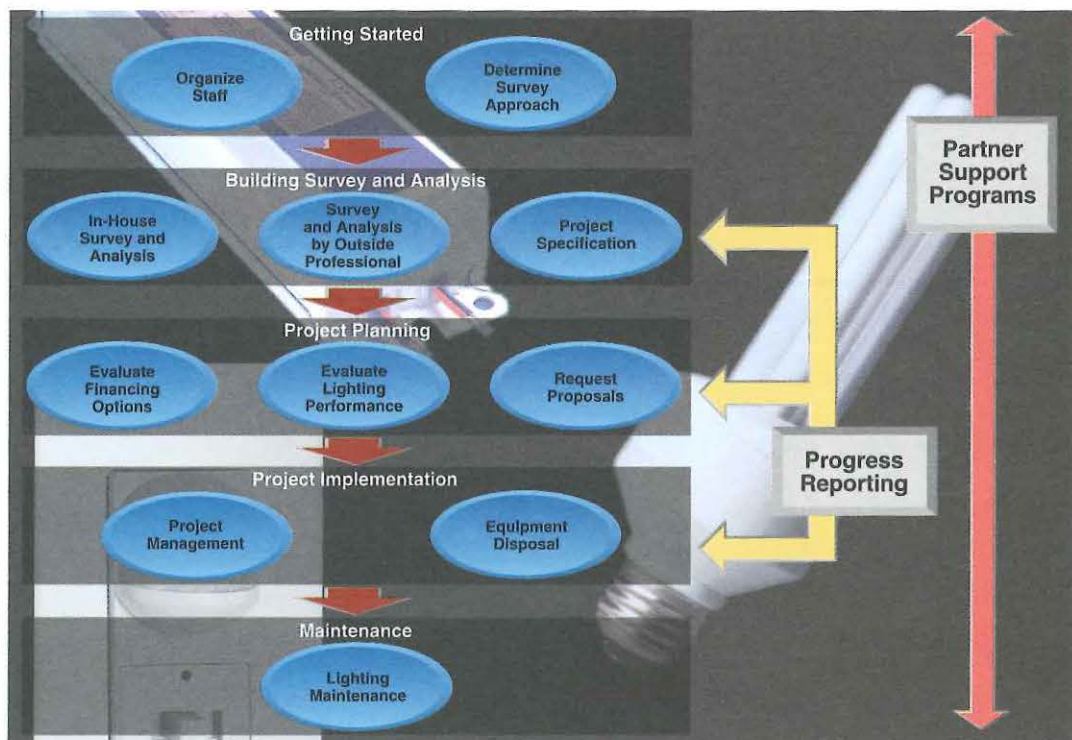 Getting Started
Organize
Staff
Determine
Survey
Approach
Building Survey and Analysis
In-House
Survey and
Analysis
Survey
and Analysis
by Outside
Professional
Project
Specification
Project Planning
Evaluate
Financing
Options
Evaluate
Lighting
Performance
Request
Proposals
Project Implementation
Project
Management
Equipment
Disposal
Maintenance
Lighting
Maintenance
Partner
Support
Programs
Progress
Reporting